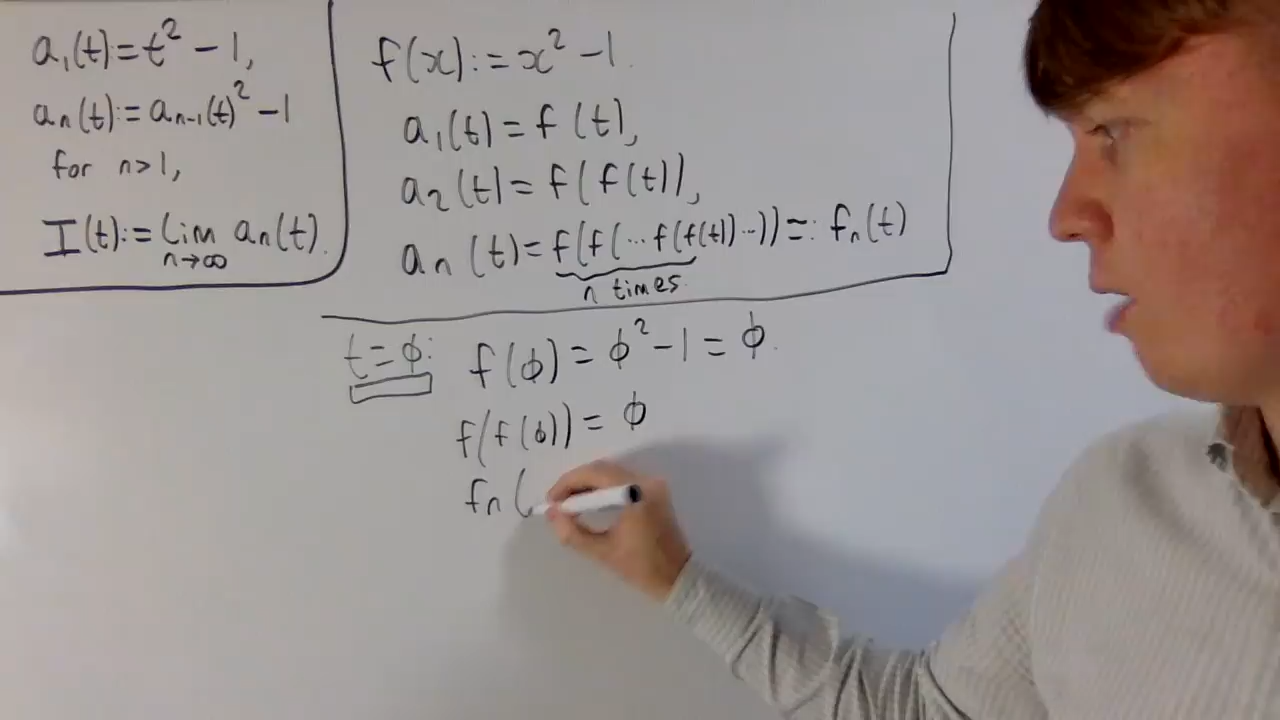 a₁(t)=t²-1,
aₙ(t):=aₙ₋₁(t)²-1
for n>1,
I(t):=lim aₙ(t).
n→∞
f(x):=x²-1.
a₁(t)=f(t),
a₂(t)=f(f(t)),
aₙ(t)=f(f(...f(f(t))...))=:fₙ(t)
n times.
t=ϕ: f(ϕ)=ϕ²-1=ϕ.
f(f(ϕ))=ϕ
fₙ(